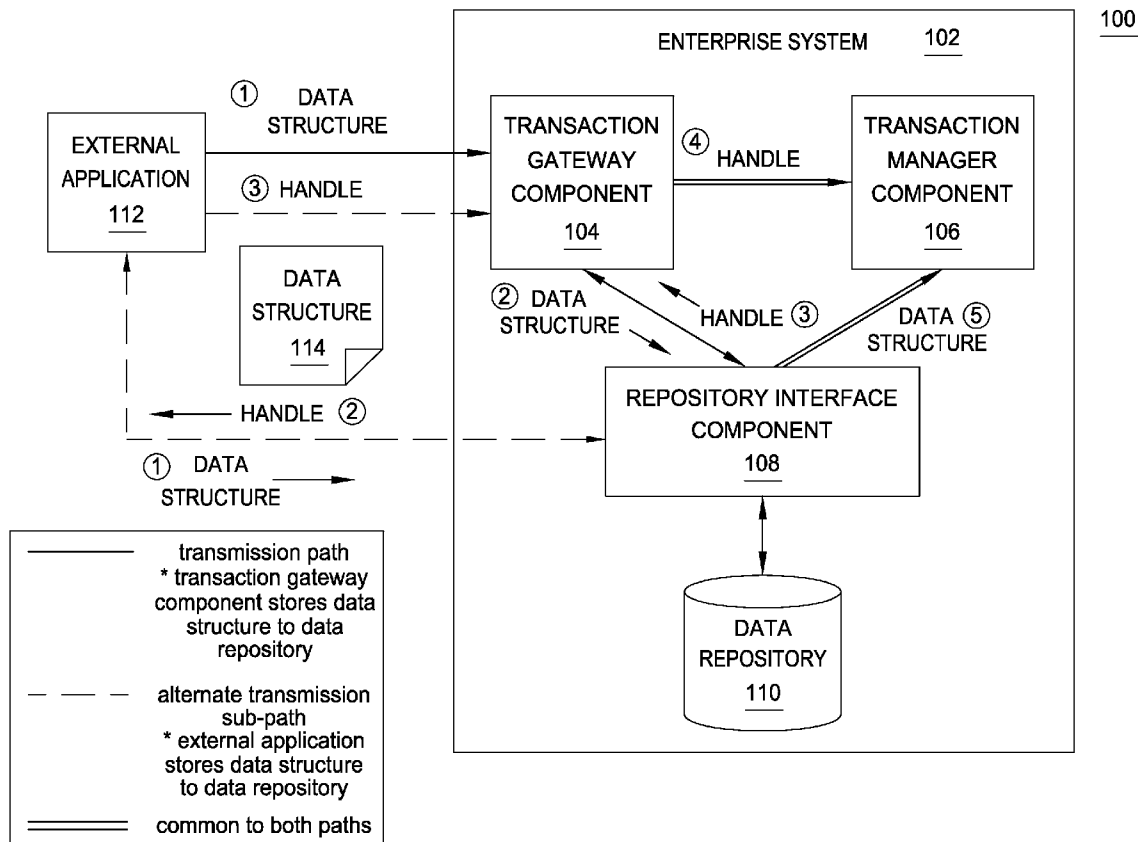 100
ENTERPRISE SYSTEM 102
① DATA
STRUCTURE
EXTERNAL
APPLICATION
112
③ HANDLE
TRANSACTION
GATEWAY
COMPONENT
104
④ HANDLE
TRANSACTION
MANAGER
COMPONENT
106
DATA
STRUCTURE
114
② DATA
STRUCTURE
HANDLE ③
DATA ⑤
STRUCTURE
HANDLE ②
① DATA
STRUCTURE
REPOSITORY INTERFACE
COMPONENT
108
DATA
REPOSITORY
110
transmission path
* transaction gateway
component stores data
structure to data
repository
alternate transmission
sub-path
* external application
stores data structure
to data repository
common to both paths